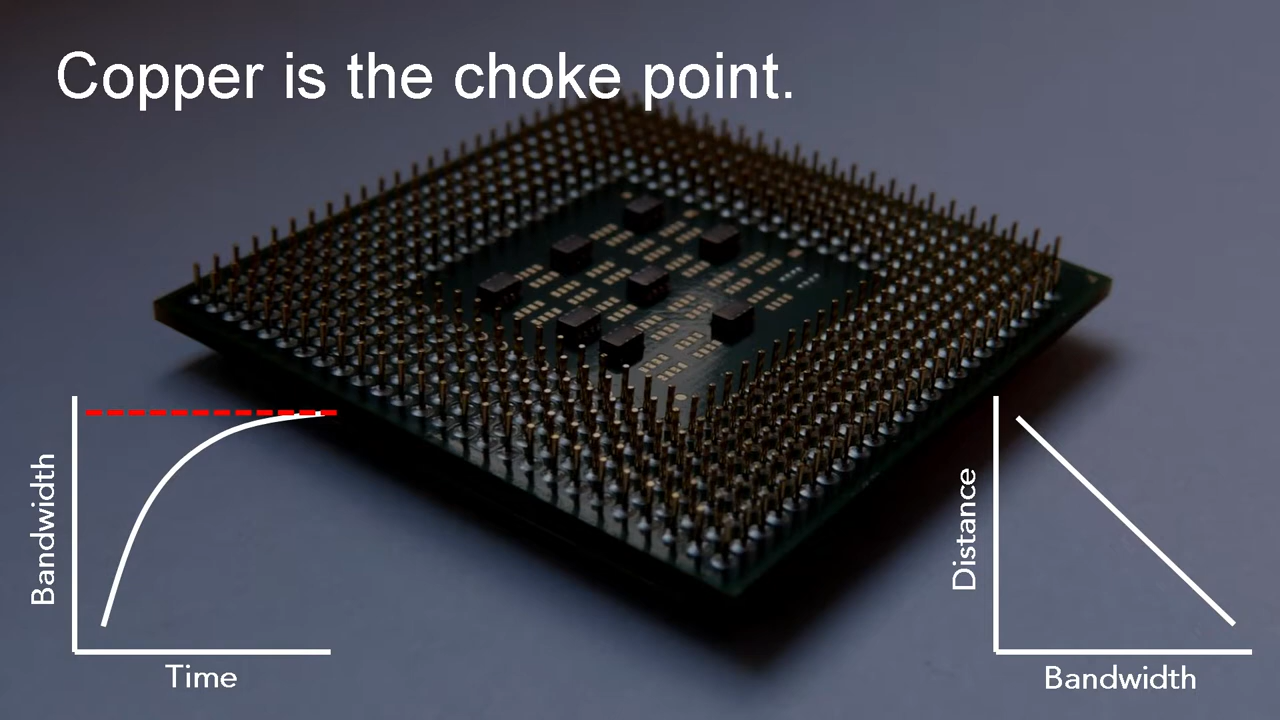 Copper is the choke point.
Bandwidth
Time
Distance
Bandwidth